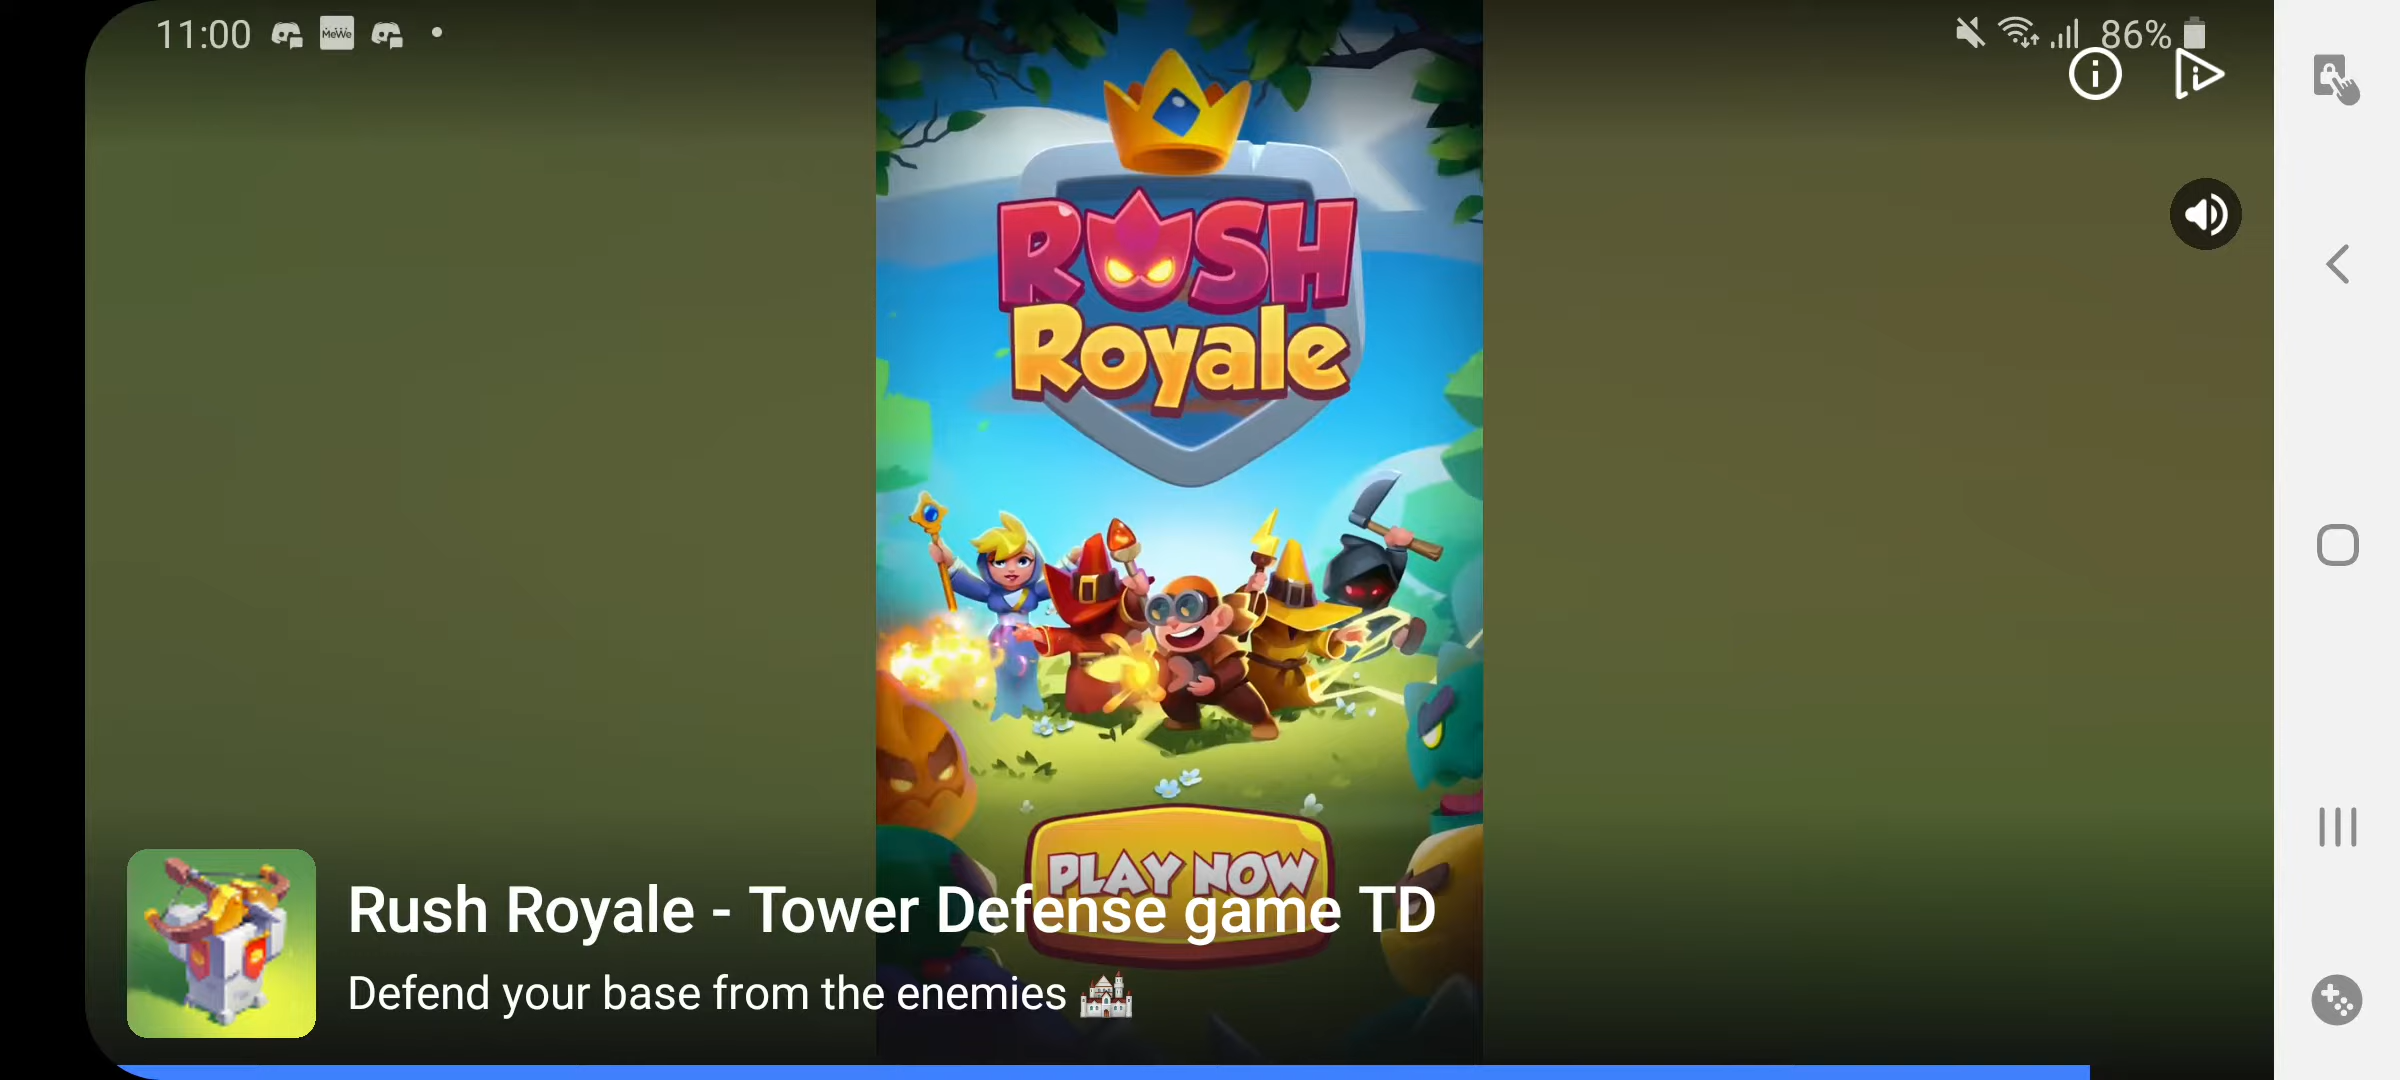 11:00
MeWe
86%
RUSH
Royale
PLAY NOW
Rush Royale - Tower Defense game TD
Defend your base from the enemies 🏰